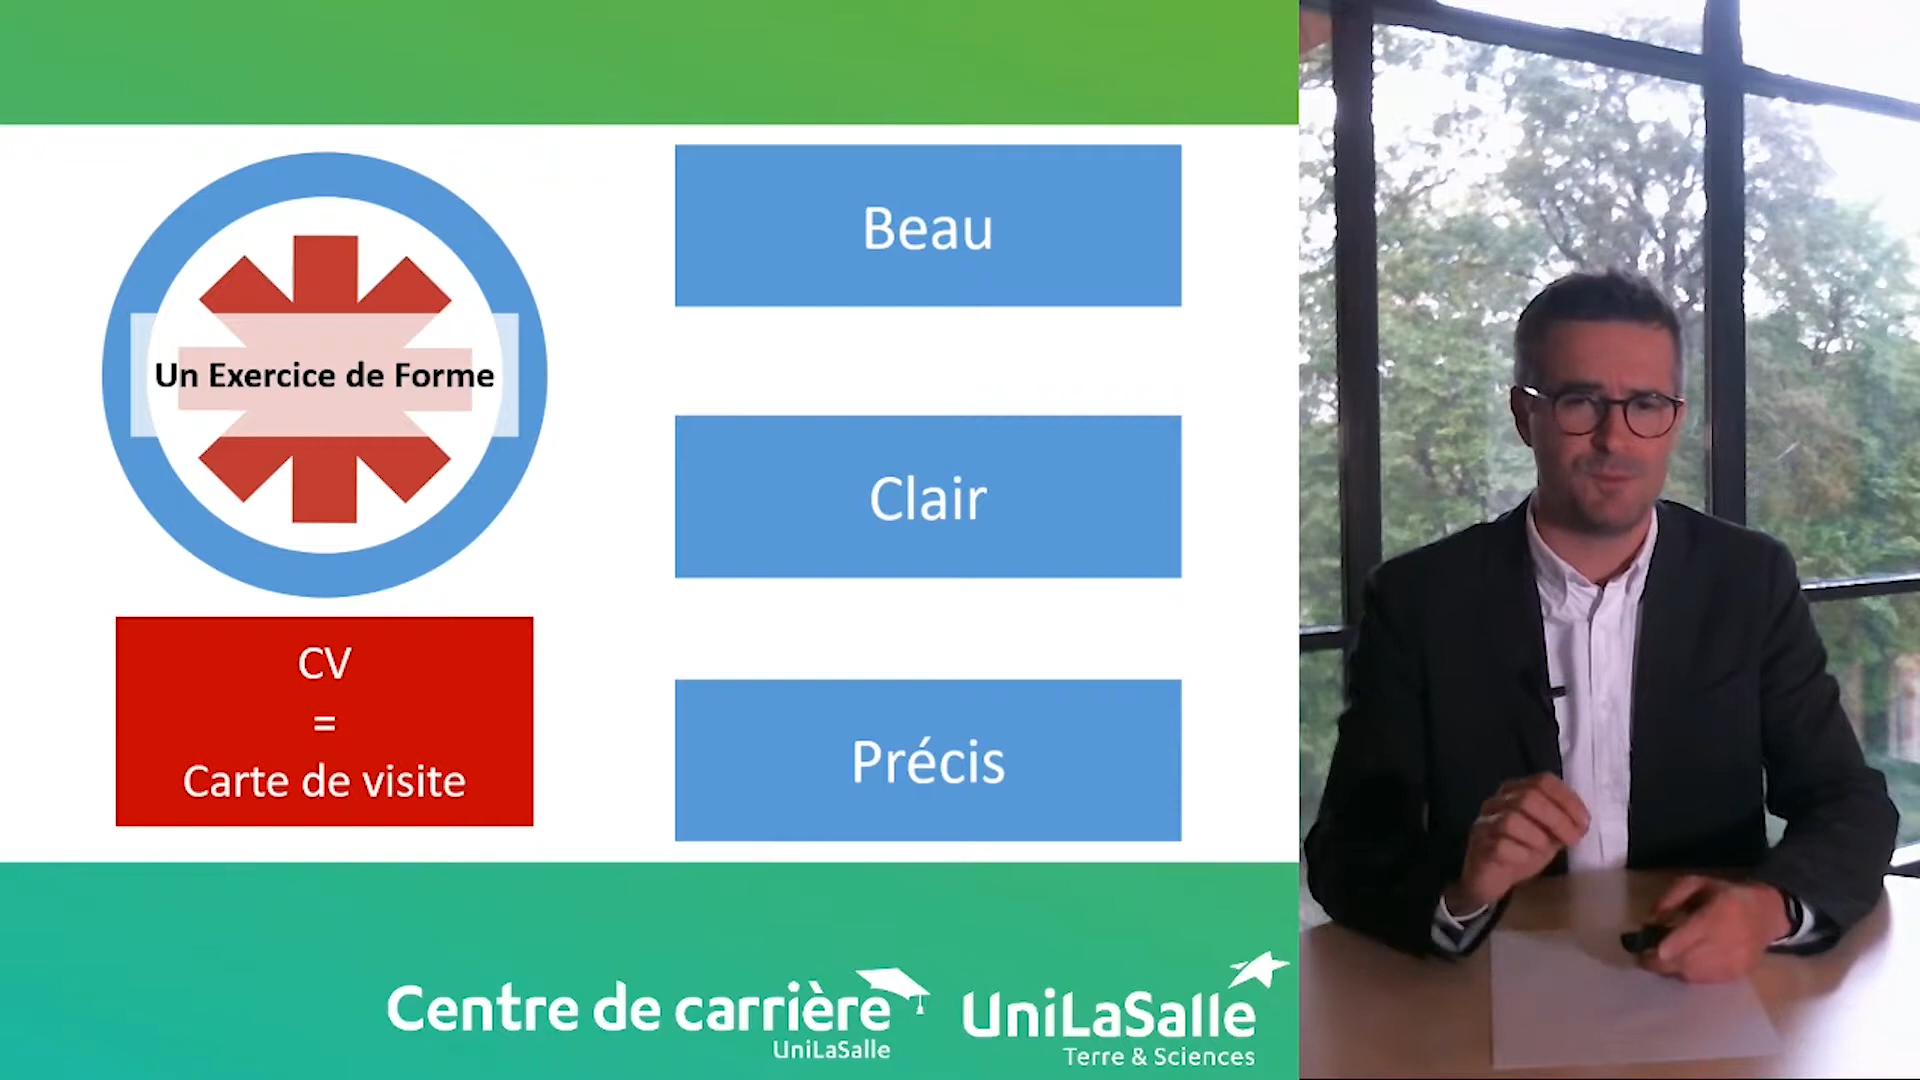 Un Exercice de Forme
CV
=
Carte de visite
Beau
Clair
Précis
Centre de carrière
UniLaSalle
UniLaSalle
Terre & Sciences